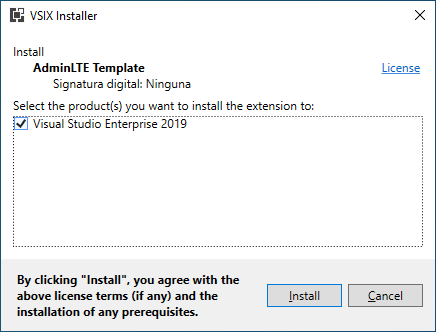 VSIX Installer
Install
AdminLTE Template
License
Signatura digital: Ninguna
Select the product(s) you want to install the extension to:
Visual Studio Enterprise 2019
By clicking "Install", you agree with the
above license terms (if any) and the
installation of any prerequisites.
Install
Cancel